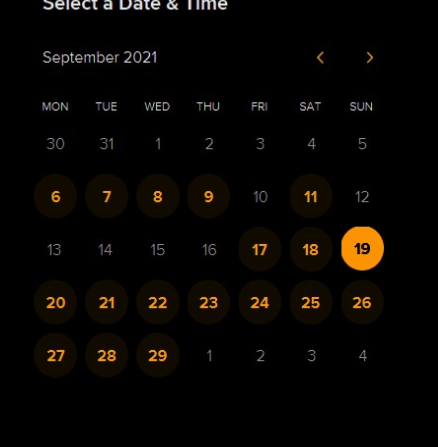 Select a Date & Time
September 2021
MON TUE WED THU FRI SAT SUN
30 31 1 2 3 4 5
6 7 8 9 10 11 12
13 14 15 16 17 18 19
20 21 22 23 24 25 26
27 28 29 1 2 3 4